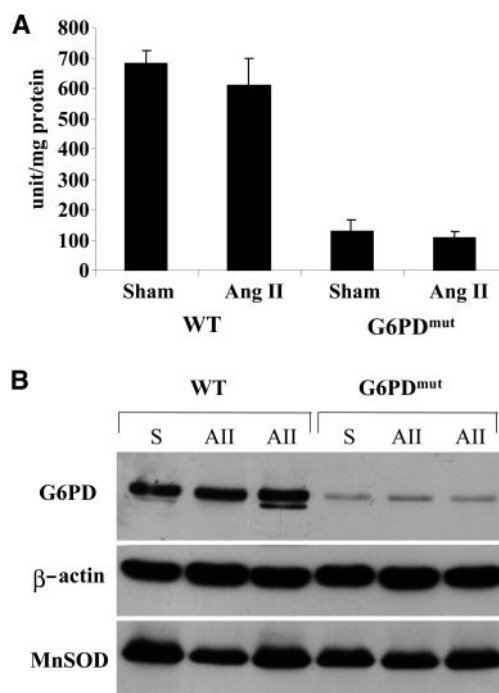 A
unit/mg protein
800
700
600
500
400
300
200
100
0
Sham Ang II Sham Ang II
WT G6PDmut
B
WT G6PDmut
S AII AII S AII AII
G6PD
β-actin
MnSOD